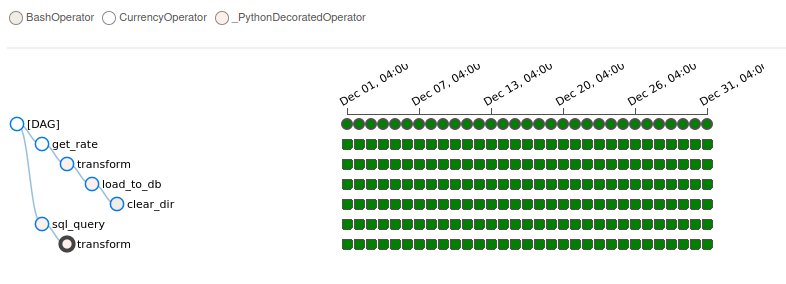 BashOperator CurrencyOperator _PythonDecoratedOperator
Dec 01, 04:00 Dec 07, 04:00 Dec 13, 04:00 Dec 20, 04:00 Dec 26, 04:00 Dec 31, 04:00
[DAG]
get_rate
transform
load_to_db
clear_dir
sql_query
transform